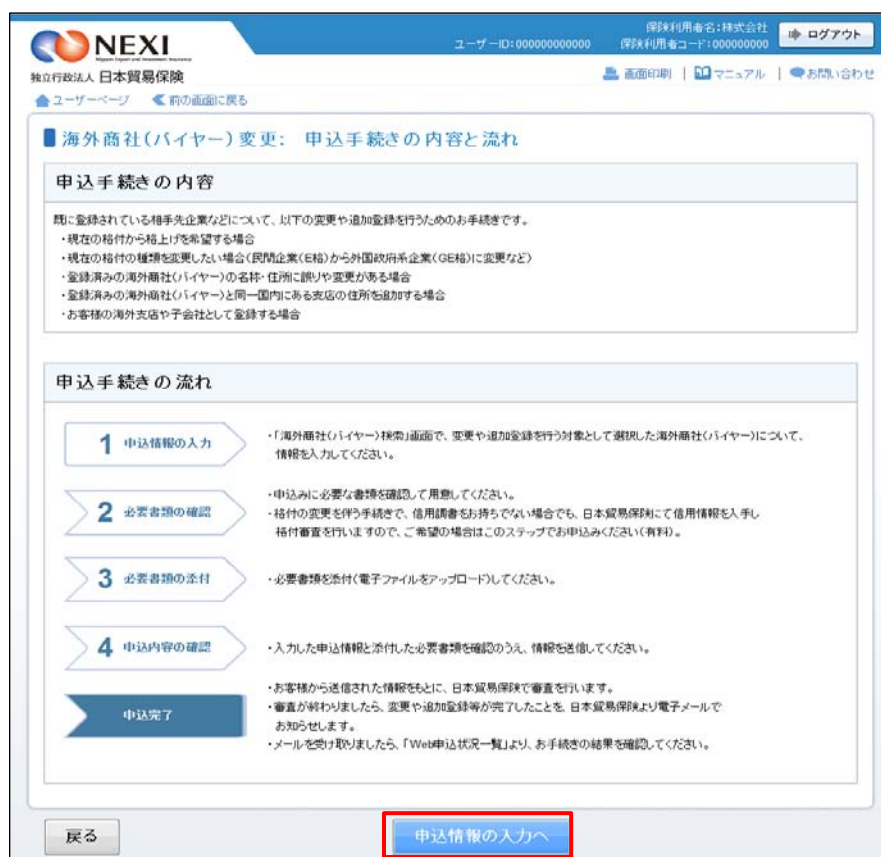 NEXI
Nippon Export and Investment Insurance
独立行政法人 日本貿易保険
ユーザーID:000000000000
保険利用者名:株式会社
保険利用者コード:000000000
ログアウト
画面印刷 | マニュアル | お問い合わせ
ユーザーページ 前の画面に戻る
海外商社(バイヤー)変更: 申込手続きの内容と流れ
申込手続きの内容
既に登録されている相手先企業などについて、以下の変更や追加登録を行うためのお手続きです。
・現在の格付から格上げを希望する場合
・現在の格付の種類を変更したい場合(民間企業(E格)から外国政府系企業(GE格)に変更など)
・登録済みの海外商社(バイヤー)の名称・住所に誤りや変更がある場合
・登録済みの海外商社(バイヤー)と同一国内にある支店の住所を追加する場合
・お客様の海外支店や子会社として登録する場合
申込手続きの流れ
1 申込情報の入力
・「海外商社(バイヤー)検索」画面で、変更や追加登録を行う対象として選択した海外商社(バイヤー)について、
情報を入力してください。
2 必要書類の確認
・申込みに必要な書類を確認して用意してください。
・格付の変更を伴う手続きで、信用調書をお持ちでない場合でも、日本貿易保険にて信用情報を入手し
格付審査を行いますので、ご希望の場合はこのステップでお申込みください(有料)。
3 必要書類の添付
・必要書類を添付(電子ファイルをアップロード)してください。
4 申込内容の確認
・入力した申込情報と添付した必要書類を確認のうえ、情報を送信してください。
申込完了
・お客様から送信された情報をもとに、日本貿易保険で審査を行います。
・審査が終わりましたら、変更や追加登録等が完了したことを、日本貿易保険より電子メールで
お知らせします。
・メールを受け取りましたら、「Web申込状況一覧」より、お手続きの結果を確認してください。
戻る
申込情報の入力へ